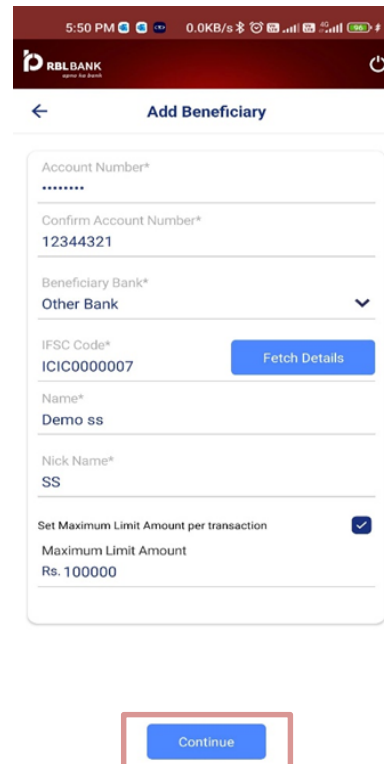 5:50 PM 0.0KB/s 4G 96
RBL BANK
apno ka bank
Add Beneficiary
Account Number*
••••••••
Confirm Account Number*
12344321
Beneficiary Bank*
Other Bank
IFSC Code*
ICIC0000007 Fetch Details
Name*
Demo ss
Nick Name*
SS
Set Maximum Limit Amount per transaction
Maximum Limit Amount
Rs. 100000
Continue